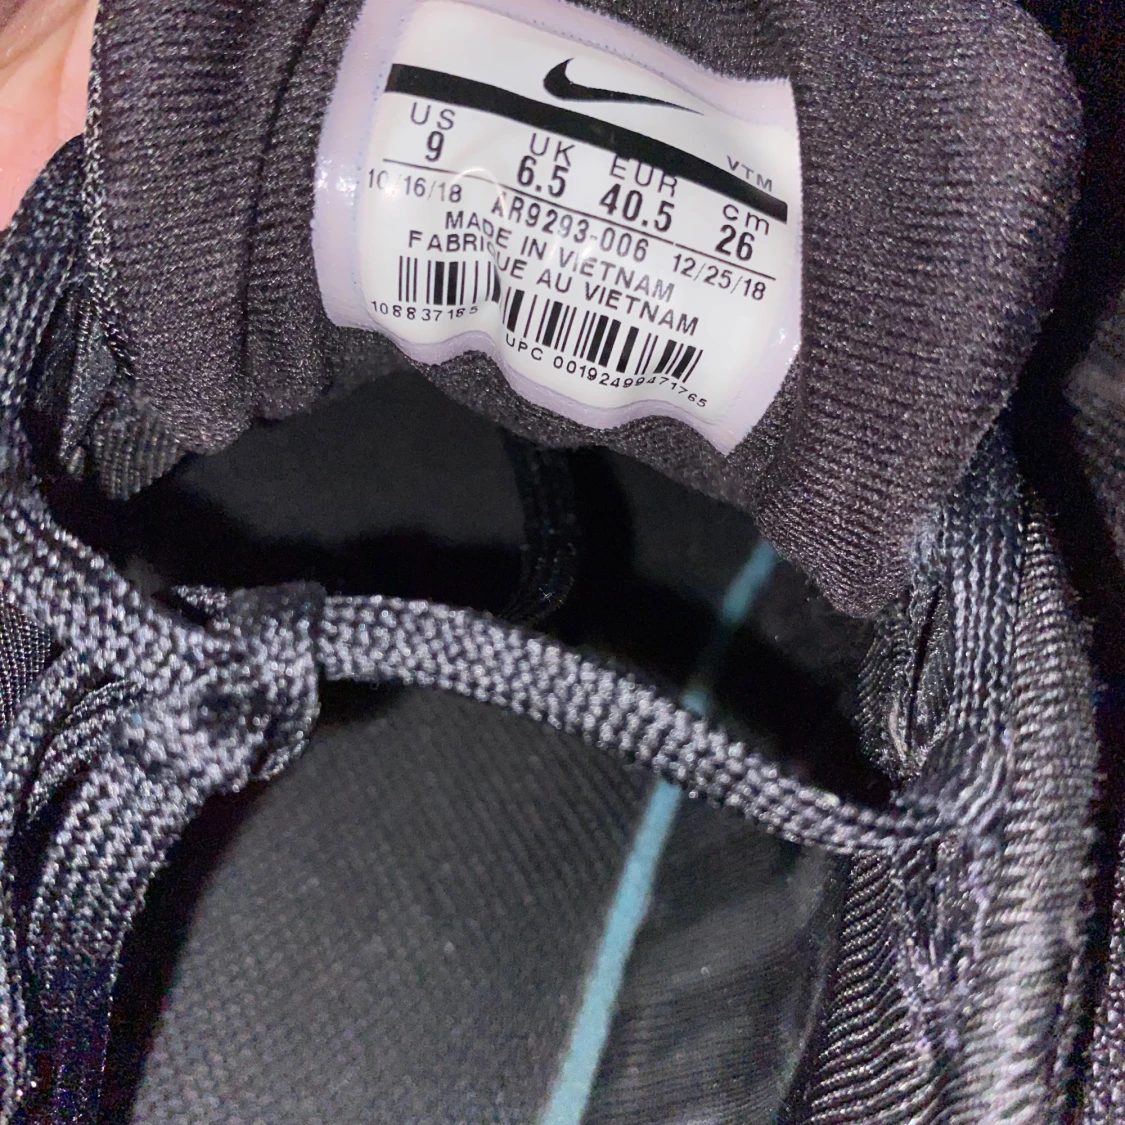 US UK EUR cm VTM
9 6.5 40.5 26
10/16/18 AR9293-006 12/25/18
MADE IN VIETNAM
FABRIQUE AU VIETNAM
108837185
UPC 00192499471765